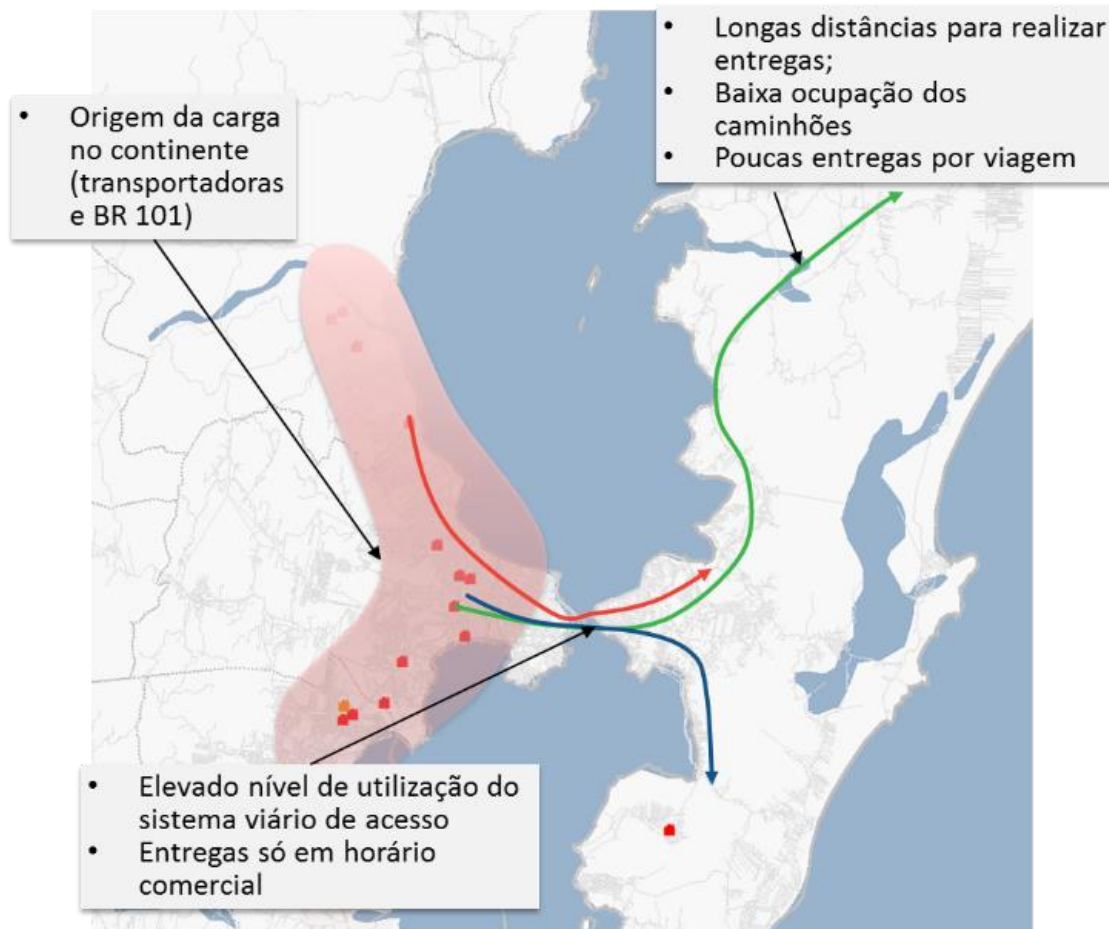 • Longas distâncias para realizar
entregas;
• Baixa ocupação dos
caminhões
• Poucas entregas por viagem
• Origem da carga
no continente
(transportadoras
e BR 101)
• Elevado nível de utilização do
sistema viário de acesso
• Entregas só em horário
comercial